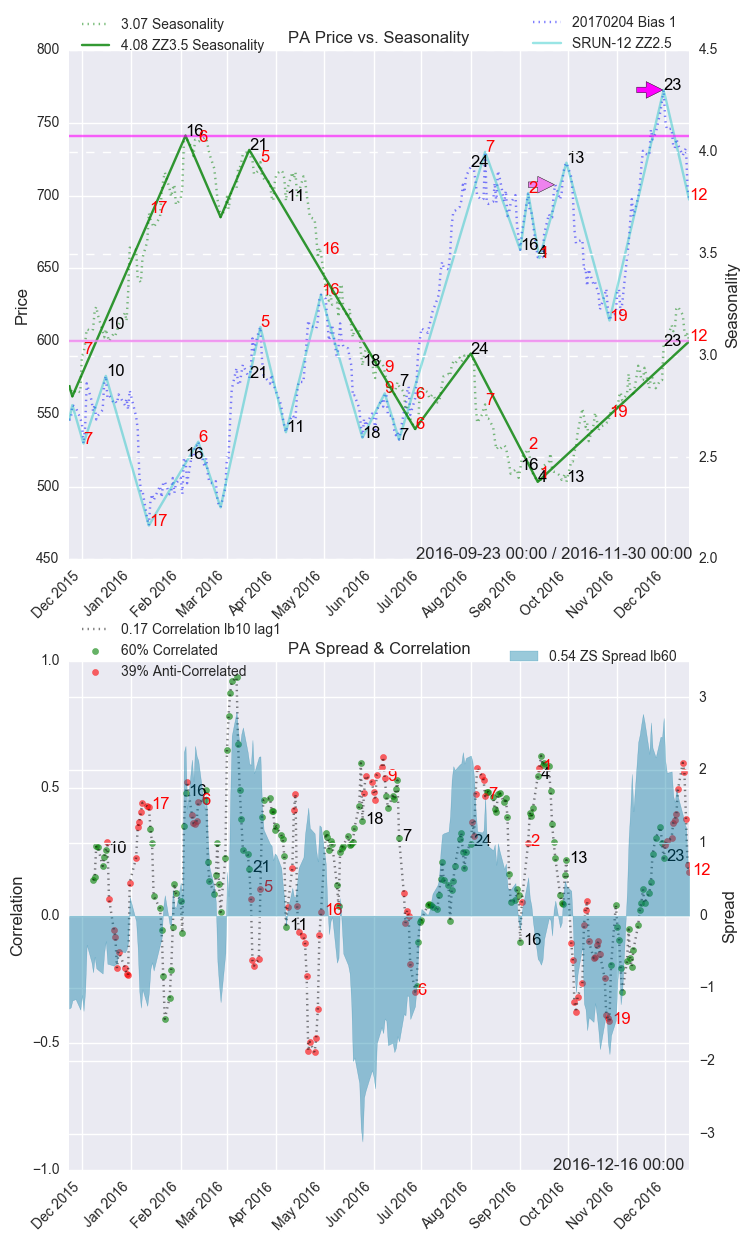 3.07 Seasonality
4.08 ZZ3.5 Seasonality
PA Price vs. Seasonality
20170204 Bias 1
SRUN-12 ZZ2.5
800
750
700
650
600
550
500
450
Price
4.5
4.0
3.5
3.0
2.5
2.0
Seasonality
16
6
21
5
17
10
10
16
16
7
7
5
21
10
11
18
9
9
7
6
6
18
7
11
6
16
17
24
7
24
7
2
16
4
13
19
23
12
12
23
19
2
16
4
13
2016-09-23 00:00 / 2016-11-30 00:00
Dec 2015
Jan 2016
Feb 2016
Mar 2016
Apr 2016
May 2016
Jun 2016
Jul 2016
Aug 2016
Sep 2016
Oct 2016
Nov 2016
Dec 2016
0.17 Correlation lb10 lag1
60% Correlated
39% Anti-Correlated
PA Spread & Correlation
0.54 ZS Spread lb60
1.0
0.5
0.0
−0.5
−1.0
Correlation
3
2
1
0
−1
−2
−3
Spread
10
17
16
6
21
5
11
16
18
9
7
6
24
7
2
16
4
13
19
23
12
2016-12-16 00:00
Dec 2015
Jan 2016
Feb 2016
Mar 2016
Apr 2016
May 2016
Jun 2016
Jul 2016
Aug 2016
Sep 2016
Oct 2016
Nov 2016
Dec 2016